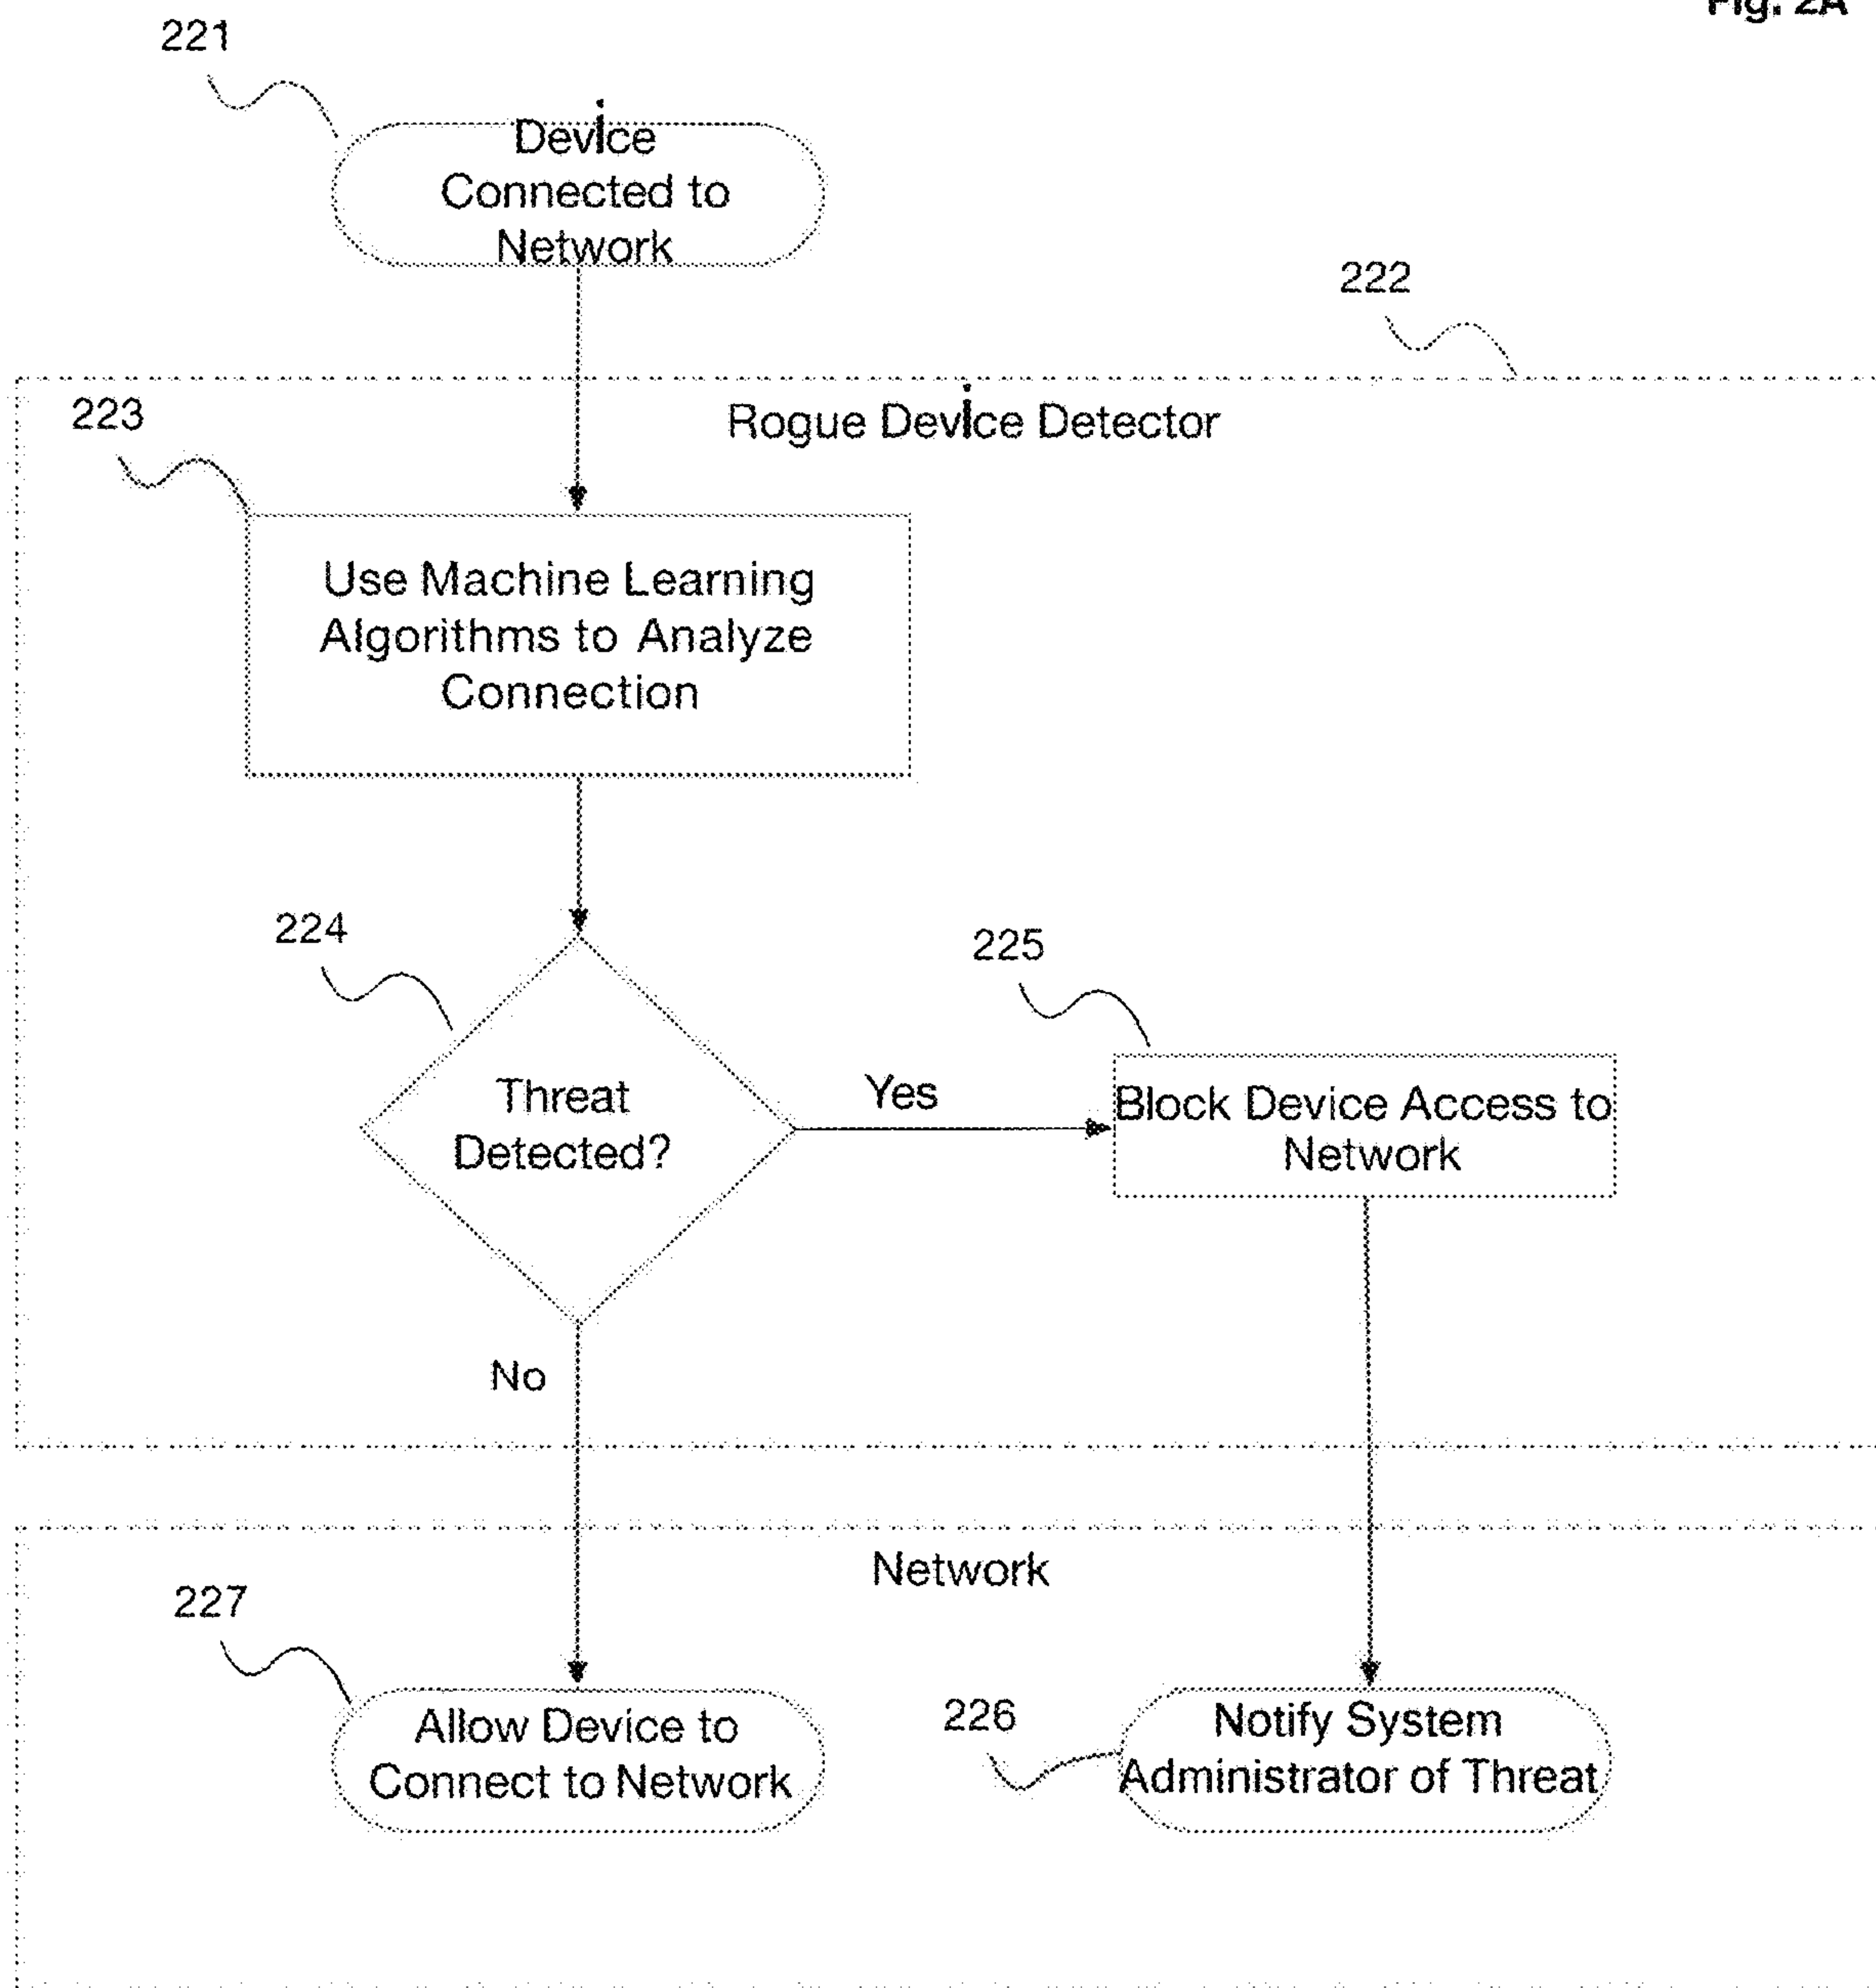 Fig. 2A
221
Device
Connected to
Network
222
223
Rogue Device Detector
Use Machine Learning
Algorithms to Analyze
Connection
224
225
Threat
Detected?
Yes
Block Device Access to
Network
No
Network
227
Allow Device to
Connect to Network
226
Notify System
Administrator of Threat